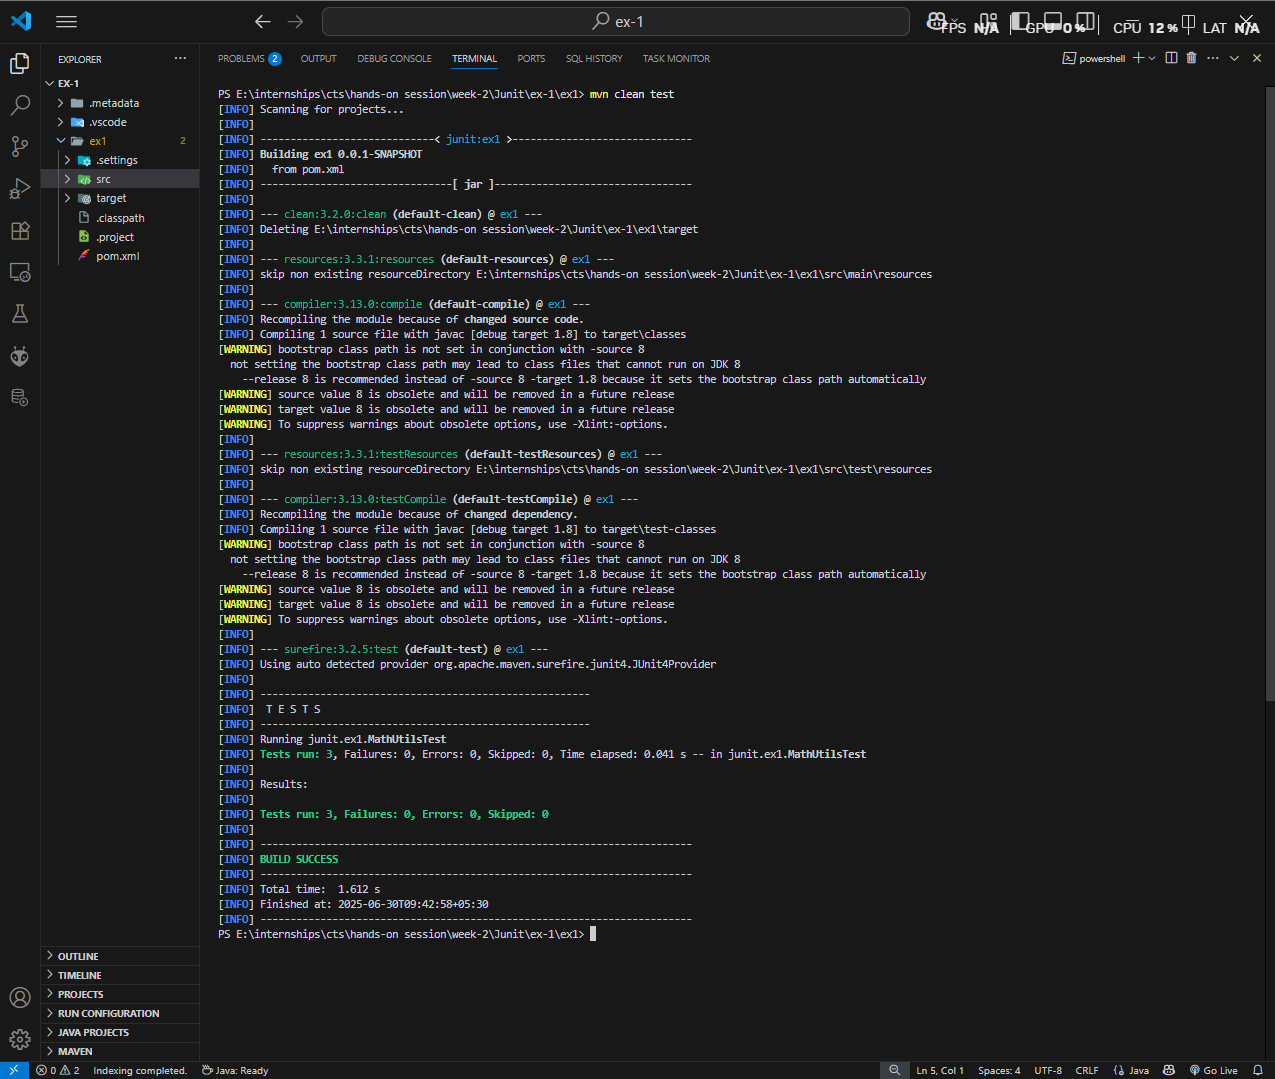 ex-1
FPS N/A GPU 0% CPU 12% LAT N/A
EXPLORER
EX-1
.metadata
.vscode
ex1 2
.settings
src
target
.classpath
.project
pom.xml
OUTLINE
TIMELINE
PROJECTS
RUN CONFIGURATION
JAVA PROJECTS
MAVEN
PROBLEMS 2 OUTPUT DEBUG CONSOLE TERMINAL PORTS SQL HISTORY TASK MONITOR
powershell
PS E:\internships\cts\hands-on session\week-2\Junit\ex-1\ex1> mvn clean test
[INFO] Scanning for projects...
[INFO]
[INFO] -----------------------------< junit:ex1 >------------------------------
[INFO] Building ex1 0.0.1-SNAPSHOT
[INFO]   from pom.xml
[INFO] --------------------------------[ jar ]---------------------------------
[INFO]
[INFO] --- clean:3.2.0:clean (default-clean) @ ex1 ---
[INFO] Deleting E:\internships\cts\hands-on session\week-2\Junit\ex-1\ex1\target
[INFO]
[INFO] --- resources:3.3.1:resources (default-resources) @ ex1 ---
[INFO] skip non existing resourceDirectory E:\internships\cts\hands-on session\week-2\Junit\ex-1\ex1\src\main\resources
[INFO]
[INFO] --- compiler:3.13.0:compile (default-compile) @ ex1 ---
[INFO] Recompiling the module because of changed source code.
[INFO] Compiling 1 source file with javac [debug target 1.8] to target\classes
[WARNING] bootstrap class path is not set in conjunction with -source 8
  not setting the bootstrap class path may lead to class files that cannot run on JDK 8
    --release 8 is recommended instead of -source 8 -target 1.8 because it sets the bootstrap class path automatically
[WARNING] source value 8 is obsolete and will be removed in a future release
[WARNING] target value 8 is obsolete and will be removed in a future release
[WARNING] To suppress warnings about obsolete options, use -Xlint:-options.
[INFO]
[INFO] --- resources:3.3.1:testResources (default-testResources) @ ex1 ---
[INFO] skip non existing resourceDirectory E:\internships\cts\hands-on session\week-2\Junit\ex-1\ex1\src\test\resources
[INFO]
[INFO] --- compiler:3.13.0:testCompile (default-testCompile) @ ex1 ---
[INFO] Recompiling the module because of changed dependency.
[INFO] Compiling 1 source file with javac [debug target 1.8] to target\test-classes
[WARNING] bootstrap class path is not set in conjunction with -source 8
  not setting the bootstrap class path may lead to class files that cannot run on JDK 8
    --release 8 is recommended instead of -source 8 -target 1.8 because it sets the bootstrap class path automatically
[WARNING] source value 8 is obsolete and will be removed in a future release
[WARNING] target value 8 is obsolete and will be removed in a future release
[WARNING] To suppress warnings about obsolete options, use -Xlint:-options.
[INFO]
[INFO] --- surefire:3.2.5:test (default-test) @ ex1 ---
[INFO] Using auto detected provider org.apache.maven.surefire.junit4.JUnit4Provider
[INFO]
[INFO] -------------------------------------------------------
[INFO]  T E S T S
[INFO] -------------------------------------------------------
[INFO] Running junit.ex1.MathUtilsTest
[INFO] Tests run: 3, Failures: 0, Errors: 0, Skipped: 0, Time elapsed: 0.041 s -- in junit.ex1.MathUtilsTest
[INFO]
[INFO] Results:
[INFO]
[INFO] Tests run: 3, Failures: 0, Errors: 0, Skipped: 0
[INFO]
[INFO] ------------------------------------------------------------------------
[INFO] BUILD SUCCESS
[INFO] ------------------------------------------------------------------------
[INFO] Total time:  1.612 s
[INFO] Finished at: 2025-06-30T09:42:58+05:30
[INFO] ------------------------------------------------------------------------
PS E:\internships\cts\hands-on session\week-2\Junit\ex-1\ex1>
0 2 Indexing completed. Java: Ready Ln 5, Col 1 Spaces: 4 UTF-8 CRLF {} Java Go Live